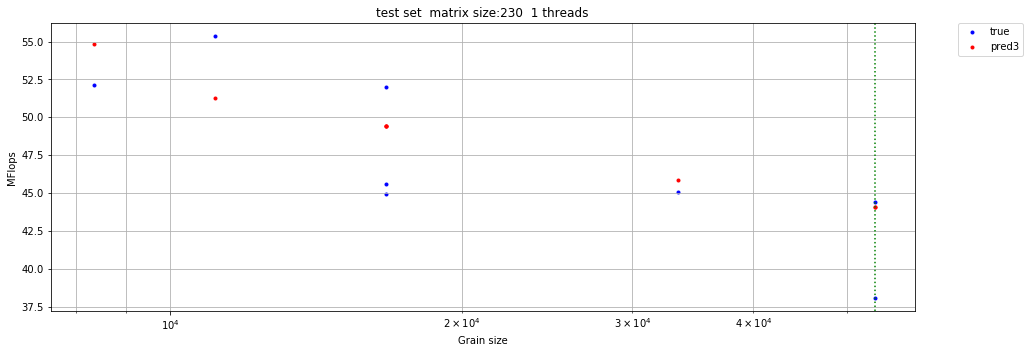 test set  matrix size:230  1 threads
true
pred3
MFlops
55.0
52.5
50.0
47.5
45.0
42.5
40.0
37.5
10⁴
2 × 10⁴
3 × 10⁴
4 × 10⁴
Grain size